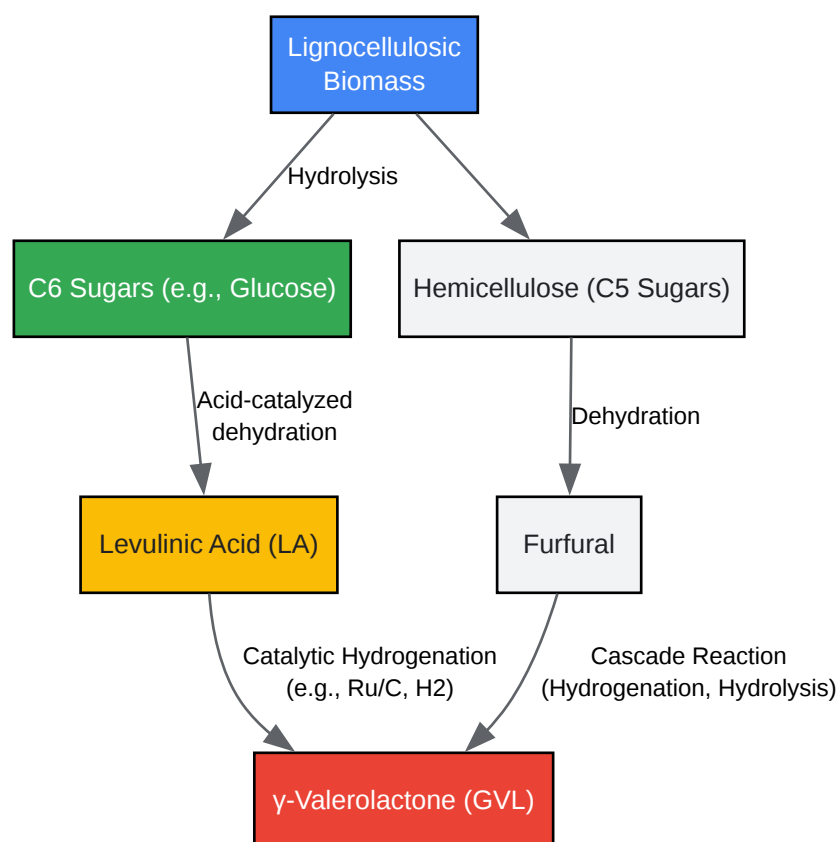 Lignocellulosic
Biomass
Hydrolysis
C6 Sugars (e.g., Glucose)
Hemicellulose (C5 Sugars)
Acid-catalyzed
dehydration
Dehydration
Levulinic Acid (LA)
Furfural
Catalytic Hydrogenation
(e.g., Ru/C, H2)
Cascade Reaction
(Hydrogenation, Hydrolysis)
γ-Valerolactone (GVL)